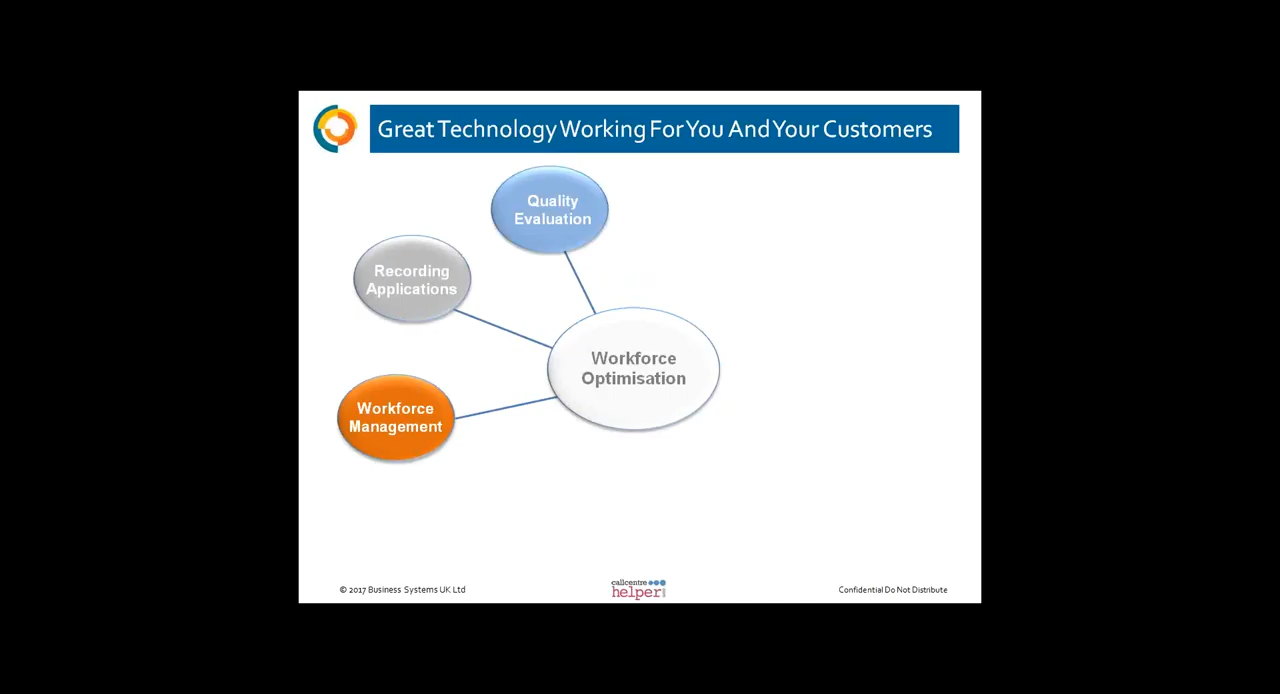 Great Technology Working For You And Your Customers
Quality
Evaluation
Recording
Applications
Workforce
Optimisation
Workforce
Management
© 2017 Business Systems UK Ltd
callcentre
helper
Confidential Do Not Distribute